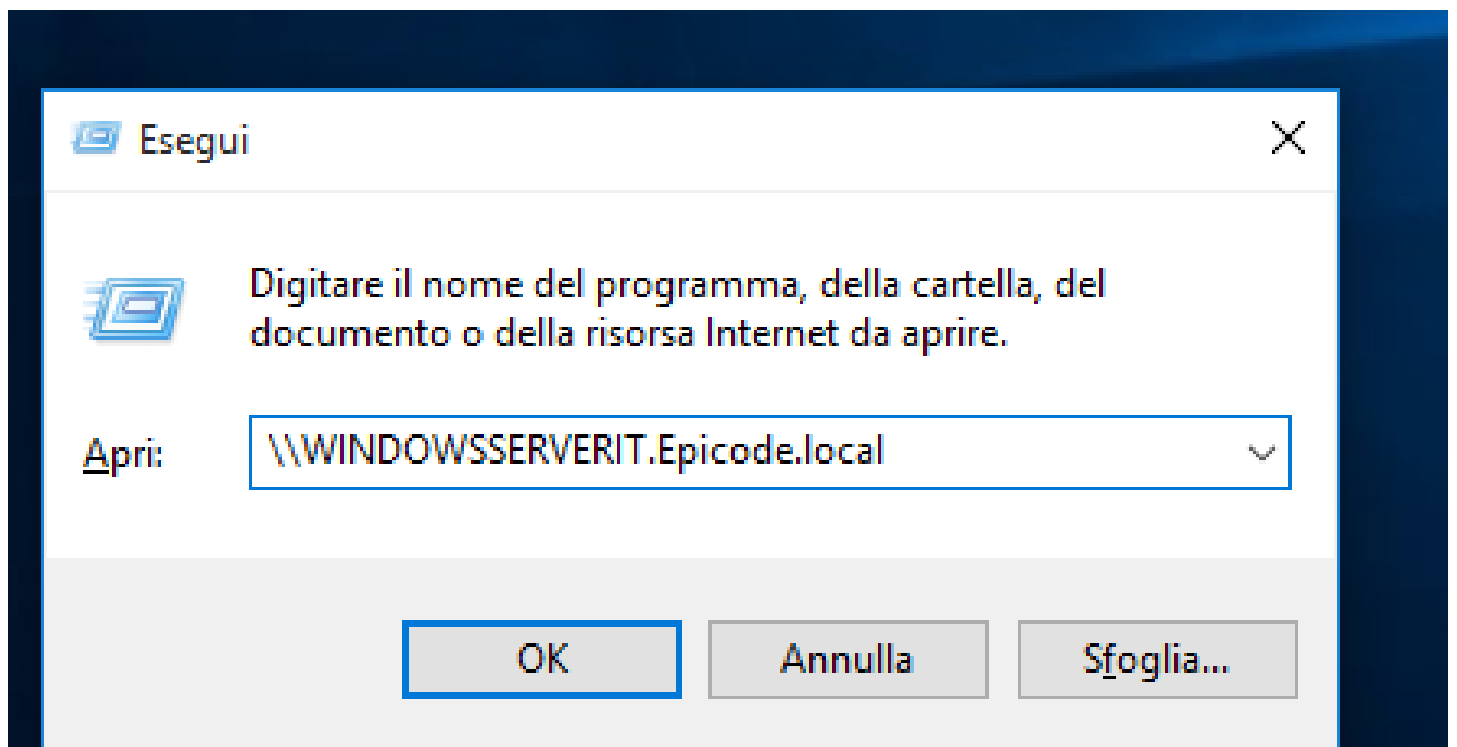 Esegui
Digitare il nome del programma, della cartella, del
documento o della risorsa Internet da aprire.
Apri: \\WINDOWSSERVERIT.Epicode.local
OK Annulla Sfoglia...